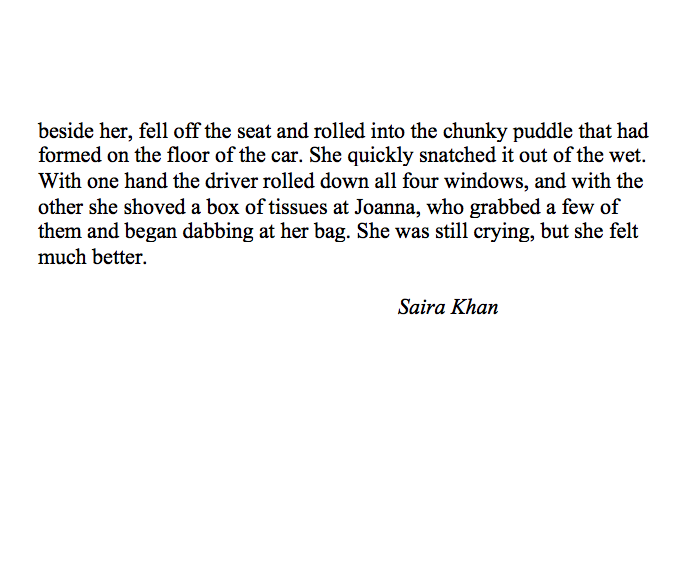 beside her, fell off the seat and rolled into the chunky puddle that had
formed on the floor of the car. She quickly snatched it out of the wet.
With one hand the driver rolled down all four windows, and with the
other she shoved a box of tissues at Joanna, who grabbed a few of
them and began dabbing at her bag. She was still crying, but she felt
much better.
Saira Khan